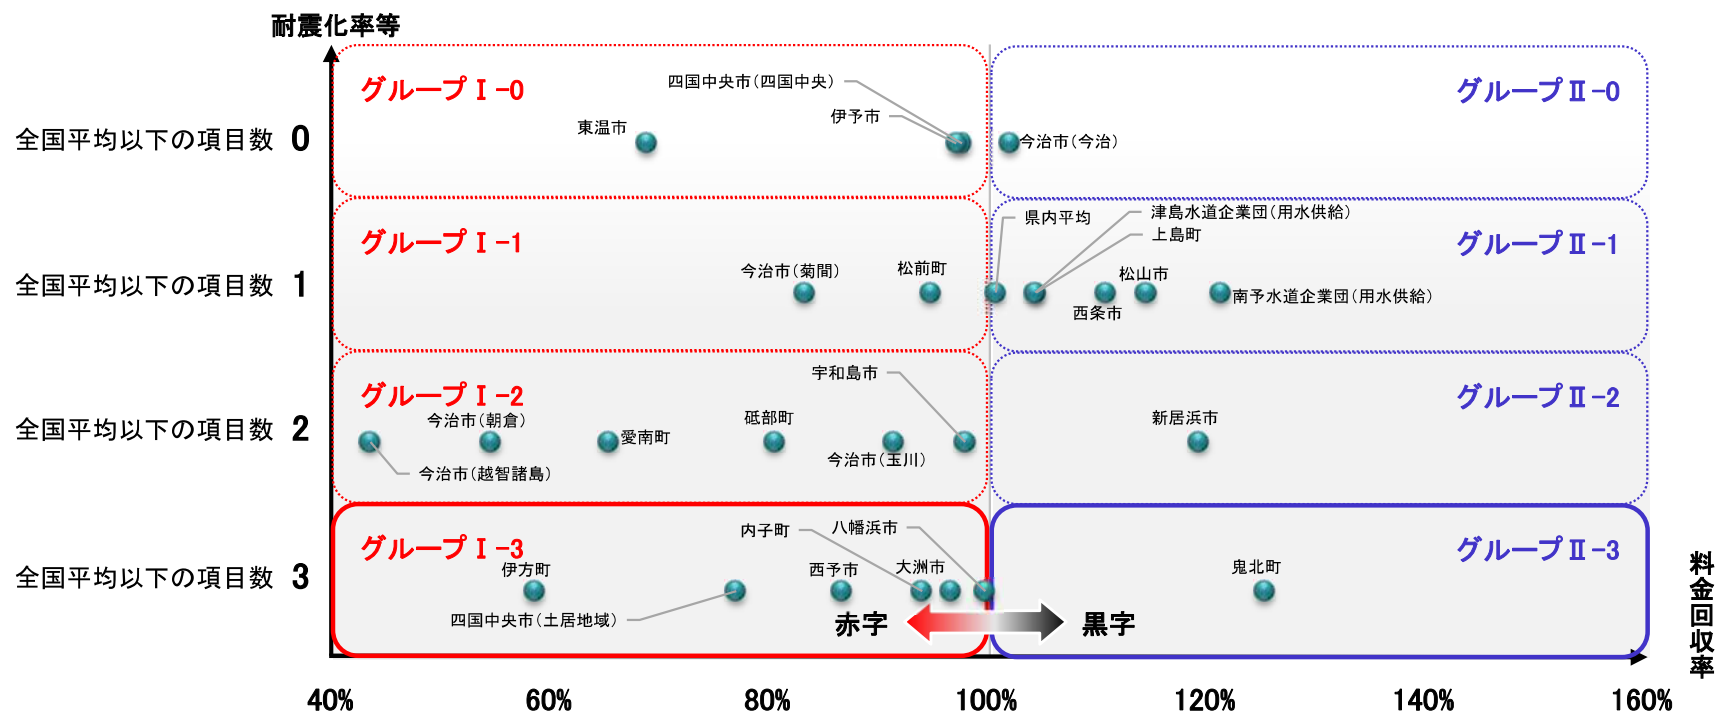 耐震化率等
グループⅠ-0
四国中央市(四国中央)
グループⅡ-0
伊予市
東温市
全国平均以下の項目数 0
今治市(今治)
グループⅠ-1
県内平均
津島水道企業団(用水供給)
上島町
グループⅡ-1
今治市(菊間)
松前町
松山市
全国平均以下の項目数 1
南予水道企業団(用水供給)
西条市
グループⅠ-2
宇和島市
グループⅡ-2
今治市(朝倉)
砥部町
新居浜市
全国平均以下の項目数 2
愛南町
今治市(玉川)
今治市(越智諸島)
グループⅠ-3
内子町
八幡浜市
グループⅡ-3
伊方町
西予市
大洲市
鬼北町
全国平均以下の項目数 3
四国中央市(土居地域)
赤字
黒字
料金回収率
40%
60%
80%
100%
120%
140%
160%